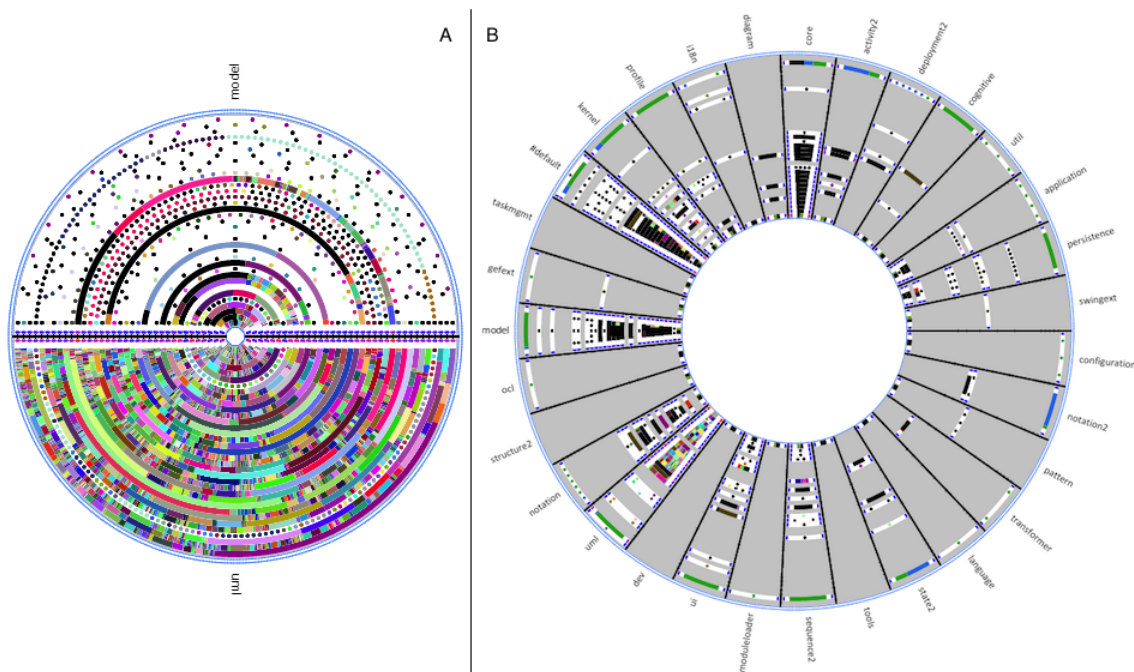 A
model
uml
B
diagram
core
activity2
deployment2
cognitive
util
application
persistence
swingext
configuration
notation2
pattern
transformer
language
state2
tools
sequence2
moduleloader
ui
dev
uml
notation
structure2
ocl
model
gefext
taskmgmt
#default
kernel
profile
i18n